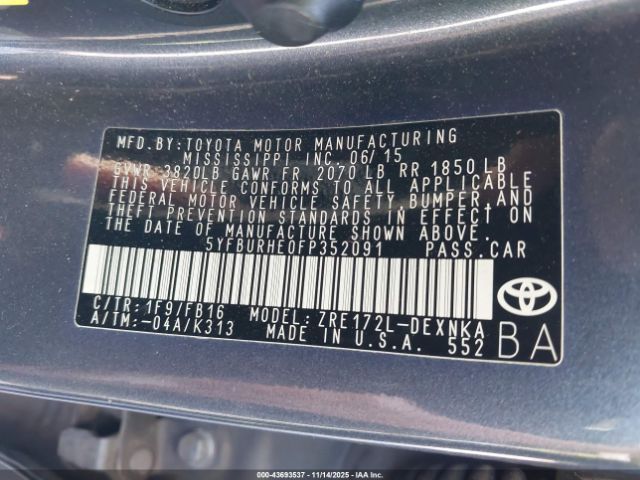 MFD.BY:TOYOTA MOTOR MANUFACTURING
MISSISSIPPI INC. 06/15
GVWR 3820LB GAWR FR 2070 LB RR 1850 LB
THIS VEHICLE CONFORMS TO ALL APPLICABLE
FEDERAL MOTOR VEHICLE SAFETY, BUMPER,AND
THEFT PREVENTION STANDARDS IN EFFECT ON
THE DATE OF MANUFACTURE SHOWN ABOVE.
5YFBURHE0FP352091 PASS.CAR
C/TR:1F9/FB16 MODEL: ZRE172L-DEXNKA
A/TM:-04A/K313 MADE IN U.S.A. 552
BA
TOYOTA
000-43693537 - 11/14/2025 - IAAI.COM